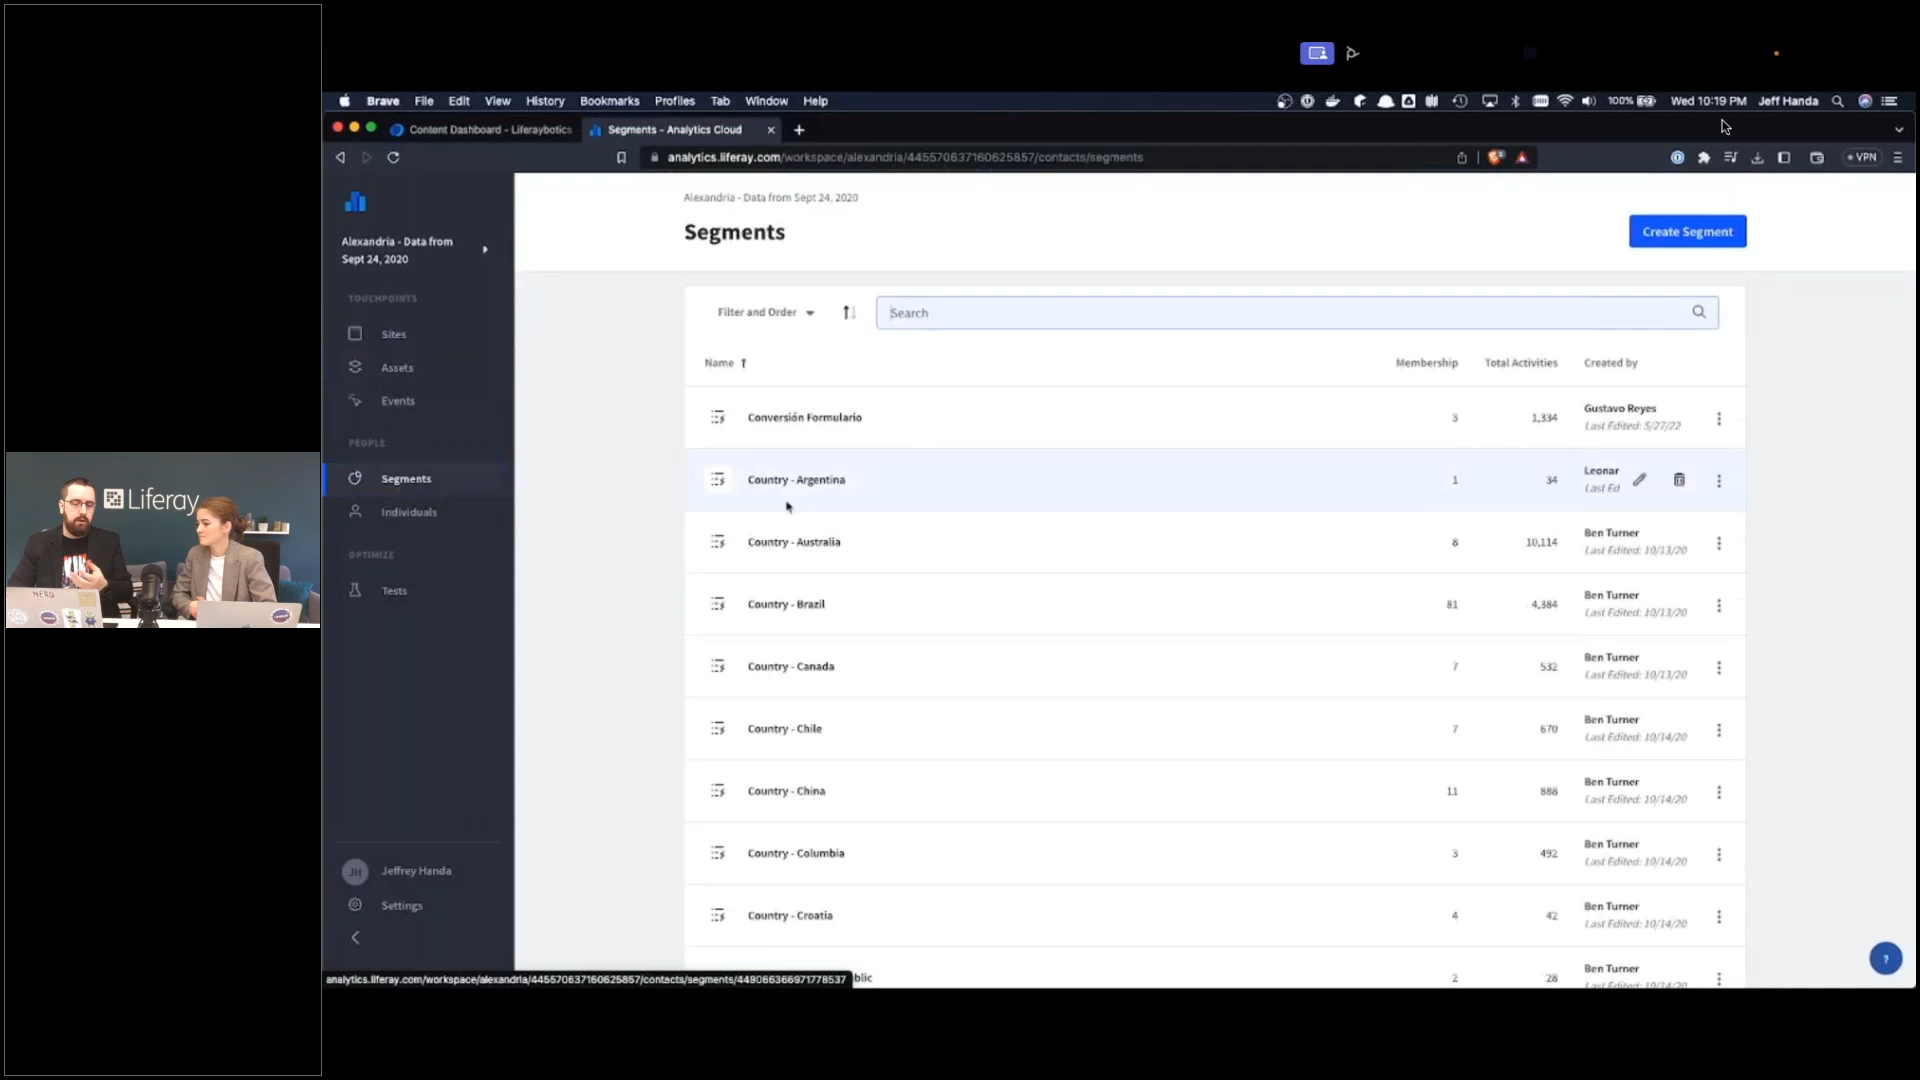 Brave File Edit View History Bookmarks Profiles Tab Window Help
100%
Wed 10:19 PM Jeff Handa
Content Dashboard - Liferaybotics
Segments - Analytics Cloud
analytics.liferay.com/workspace/alexandria/445570637160625857/contacts/segments
VPN
Alexandria - Data from Sept 24, 2020
Segments
Create Segment
Alexandria - Data from
Sept 24, 2020
TOUCHPOINTS
Sites
Assets
Events
PEOPLE
Segments
Individuals
OPTIMIZE
Tests
JH Jeffrey Handa
Settings
Filter and Order
Search
Name Membership Total Activities Created by
Conversión Formulario 3 1,334 Gustavo Reyes
Last Edited: 5/27/22
Country - Argentina 1 34 Leonar
Last Ed
Country - Australia 8 10,114 Ben Turner
Last Edited: 10/13/20
Country - Brazil 81 4,384 Ben Turner
Last Edited: 10/13/20
Country - Canada 7 532 Ben Turner
Last Edited: 10/13/20
Country - Chile 7 670 Ben Turner
Last Edited: 10/14/20
Country - China 11 888 Ben Turner
Last Edited: 10/14/20
Country - Columbia 3 492 Ben Turner
Last Edited: 10/14/20
Country - Croatia 4 42 Ben Turner
Last Edited: 10/14/20
blic 2 28 Ben Turner
Last Edited: 10/14/20
analytics.liferay.com/workspace/alexandria/445570637160625857/contacts/segments/449066366971778537
?
Liferay
NERD